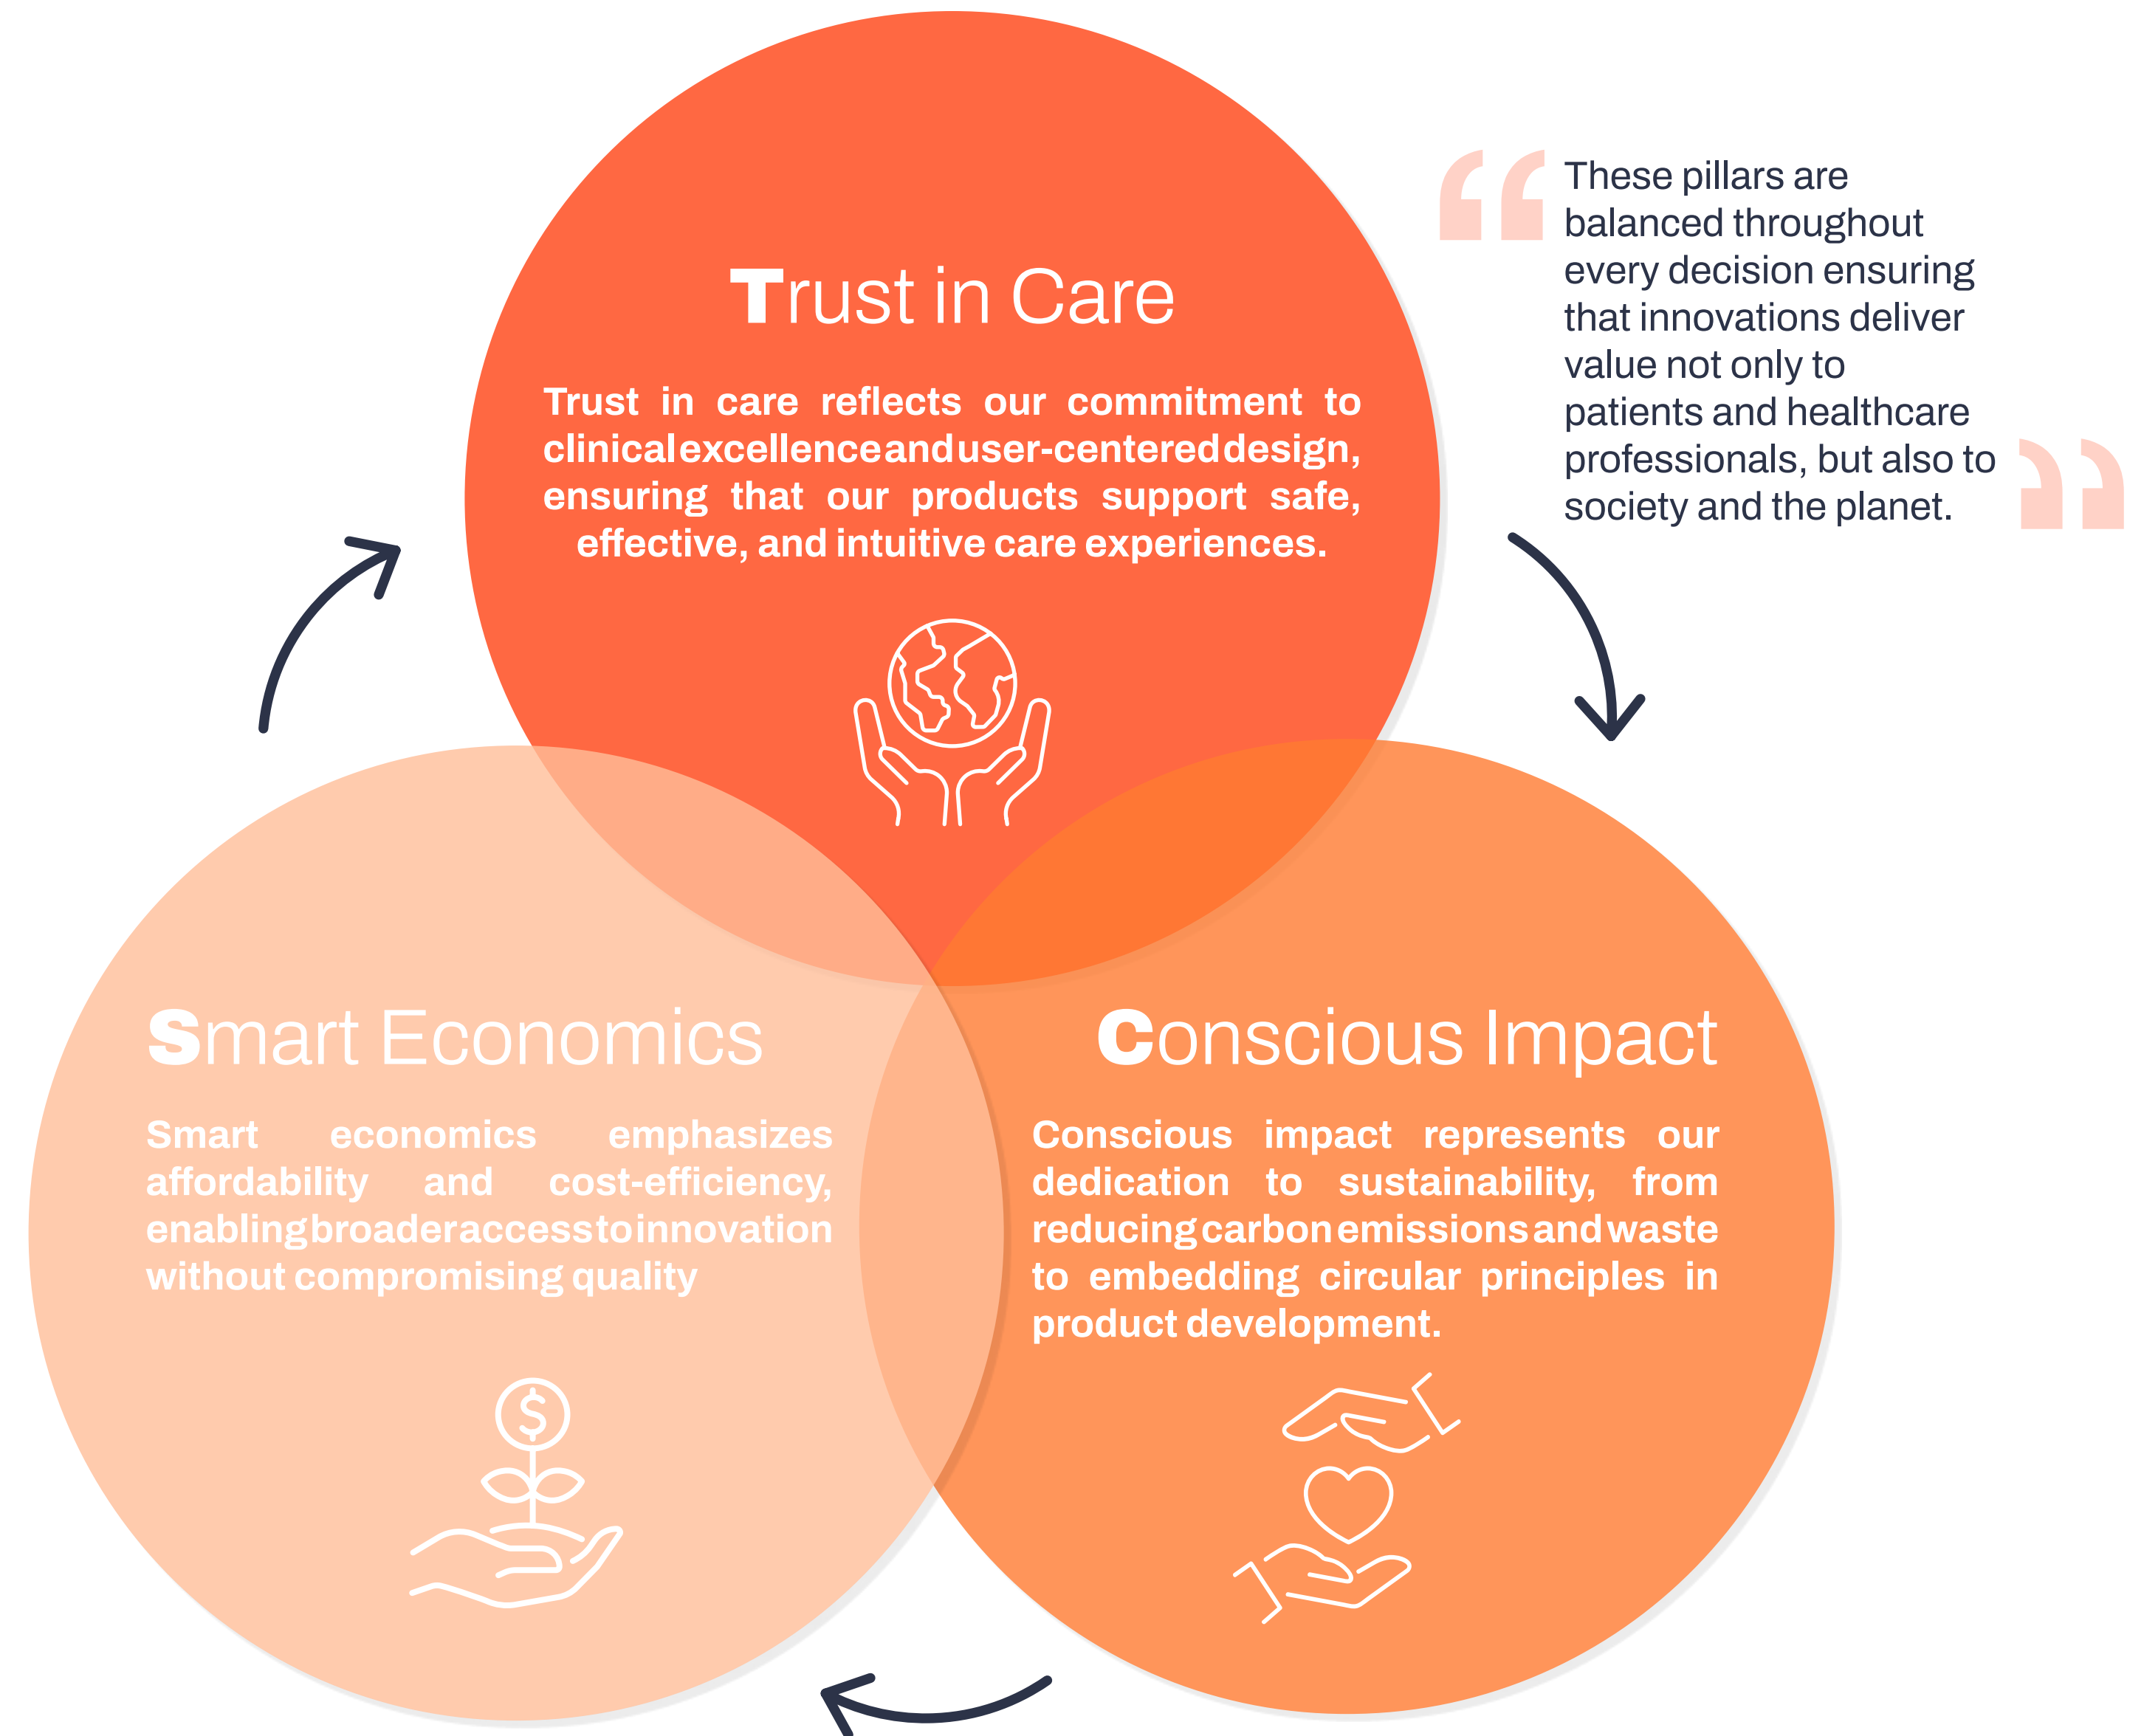 Trust in Care
Trust in care reflects our commitment to
clinical excellence and user-centered design,
ensuring that our products support safe,
effective, and intuitive care experiences.
“
These pillars are
balanced throughout
every decision ensuring
that innovations deliver
value not only to
patients and healthcare
professionals, but also to
society and the planet.
”
Smart Economics
Smart economics emphasizes
affordability and cost-efficiency,
enabling broader access to innovation
without compromising quality
$
Conscious Impact
Conscious impact represents our
dedication to sustainability, from
reducing carbon emissions and waste
to embedding circular principles in
product development.